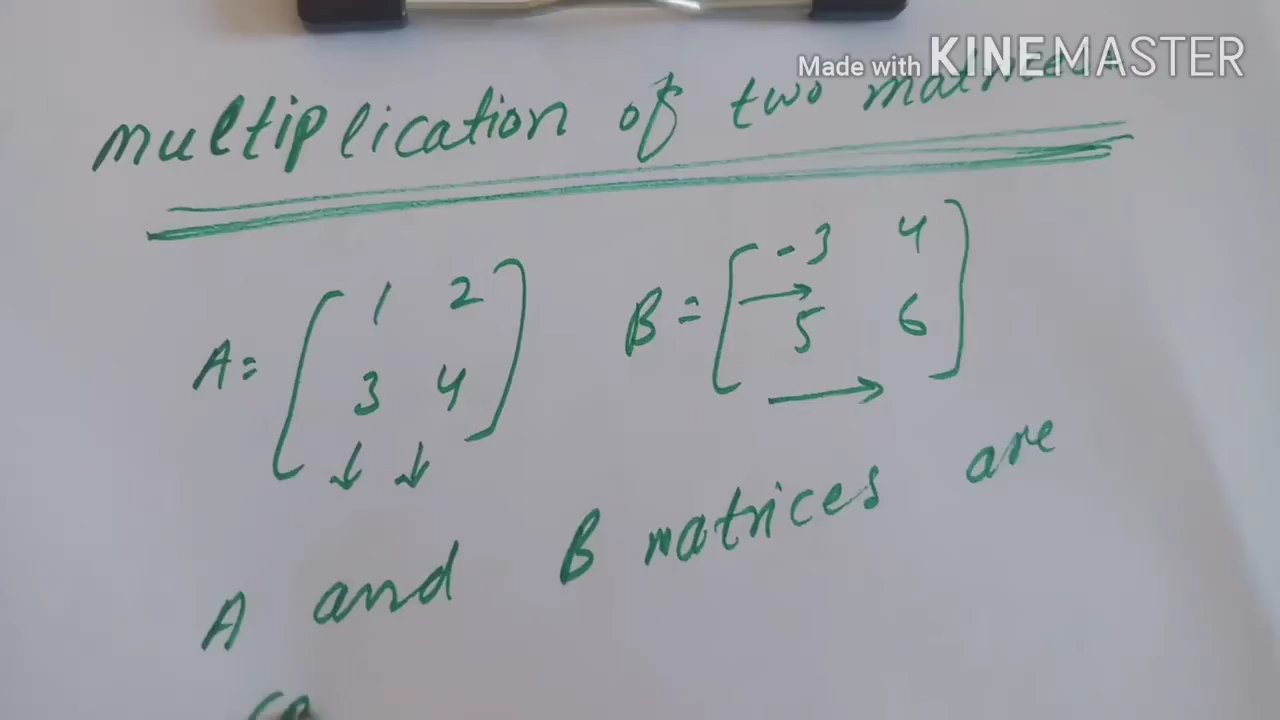 Made with KINEMASTER
multiplication of two
A = [ 1 2
3 4 ]
B = [ -3 4
5 6 ]
A and B matrices are